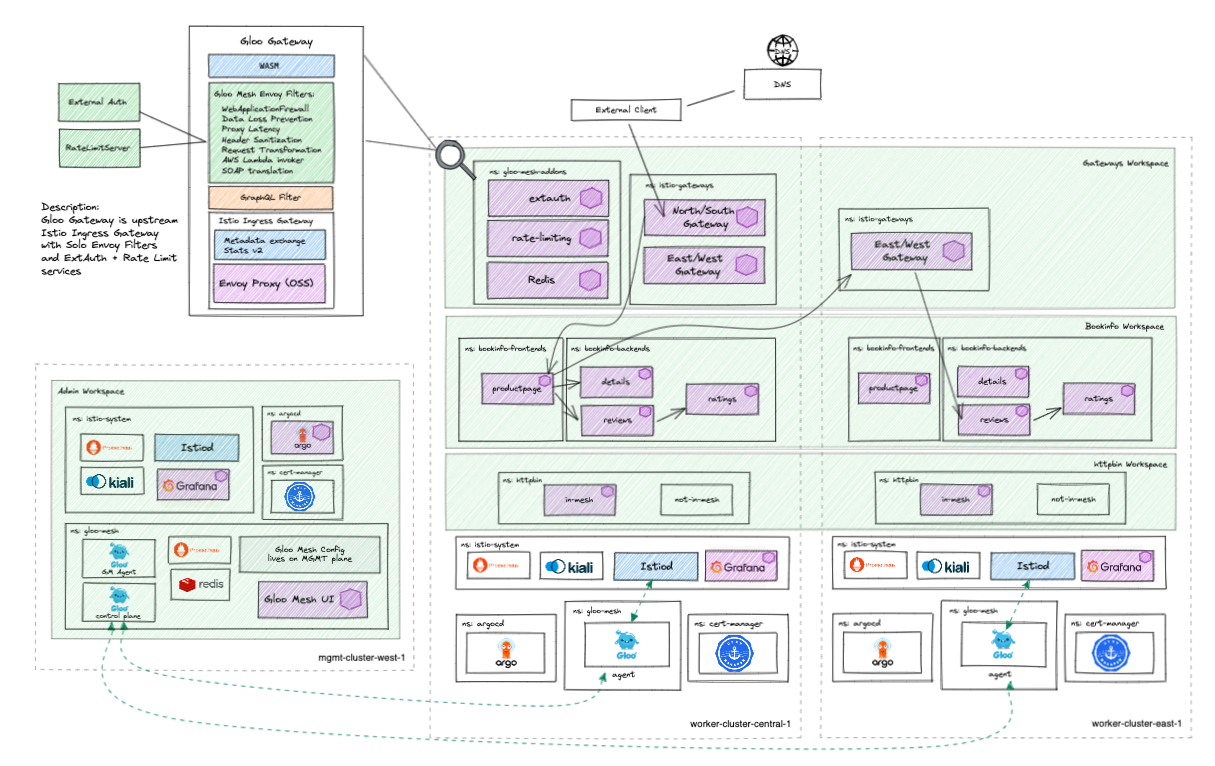 Gloo Gateway
WASM
Gloo Mesh Envoy Filters:
WebApplicationFirewall
Data Loss Prevention
Proxy Latency
Header Sanitization
Request Transformation
AWS Lambda invoker
SOAP translation
GraphQL Filter
Istio Ingress Gateway
Metadata exchange
Stats v2
Envoy Proxy (OSS)
External Auth
RateLimitServer
Description:
Gloo Gateway is upstream
Istio Ingress Gateway
with Solo Envoy Filters
and ExtAuth + Rate Limit
services
DNS
DNS
External Client
Gateways Workspace
ns: gloo-mesh-addons
extauth
rate-limiting
Redis
ns: istio-gateways
North/South
Gateway
East/West
Gateway
ns: istio-gateways
East/West
Gateway
Bookinfo Workspace
ns: bookinfo-frontends
productpage
ns: bookinfo-backends
details
reviews
ratings
ns: bookinfo-frontends
productpage
ns: bookinfo-backends
details
reviews
ratings
httpbin Workspace
ns: httpbin
in-mesh
not-in-mesh
ns: httpbin
in-mesh
not-in-mesh
Admin Workspace
ns: istio-system
Prometheus
Istiod
kiali
Grafana
ns: argocd
argo
ns: cert-manager
ns: gloo-mesh
Gloo
GM Agent
Prometheus
Gloo Mesh Config
lives on MGMT plane
Gloo
control plane
redis
Gloo Mesh UI
mgmt-cluster-west-1
ns: istio-system
Prometheus
kiali
Istiod
Grafana
ns: argocd
argo
ns: gloo-mesh
Gloo
agent
ns: cert-manager
worker-cluster-central-1
ns: istio-system
Prometheus
kiali
Istiod
Grafana
ns: argocd
argo
ns: gloo-mesh
Gloo
agent
ns: cert-manager
worker-cluster-east-1